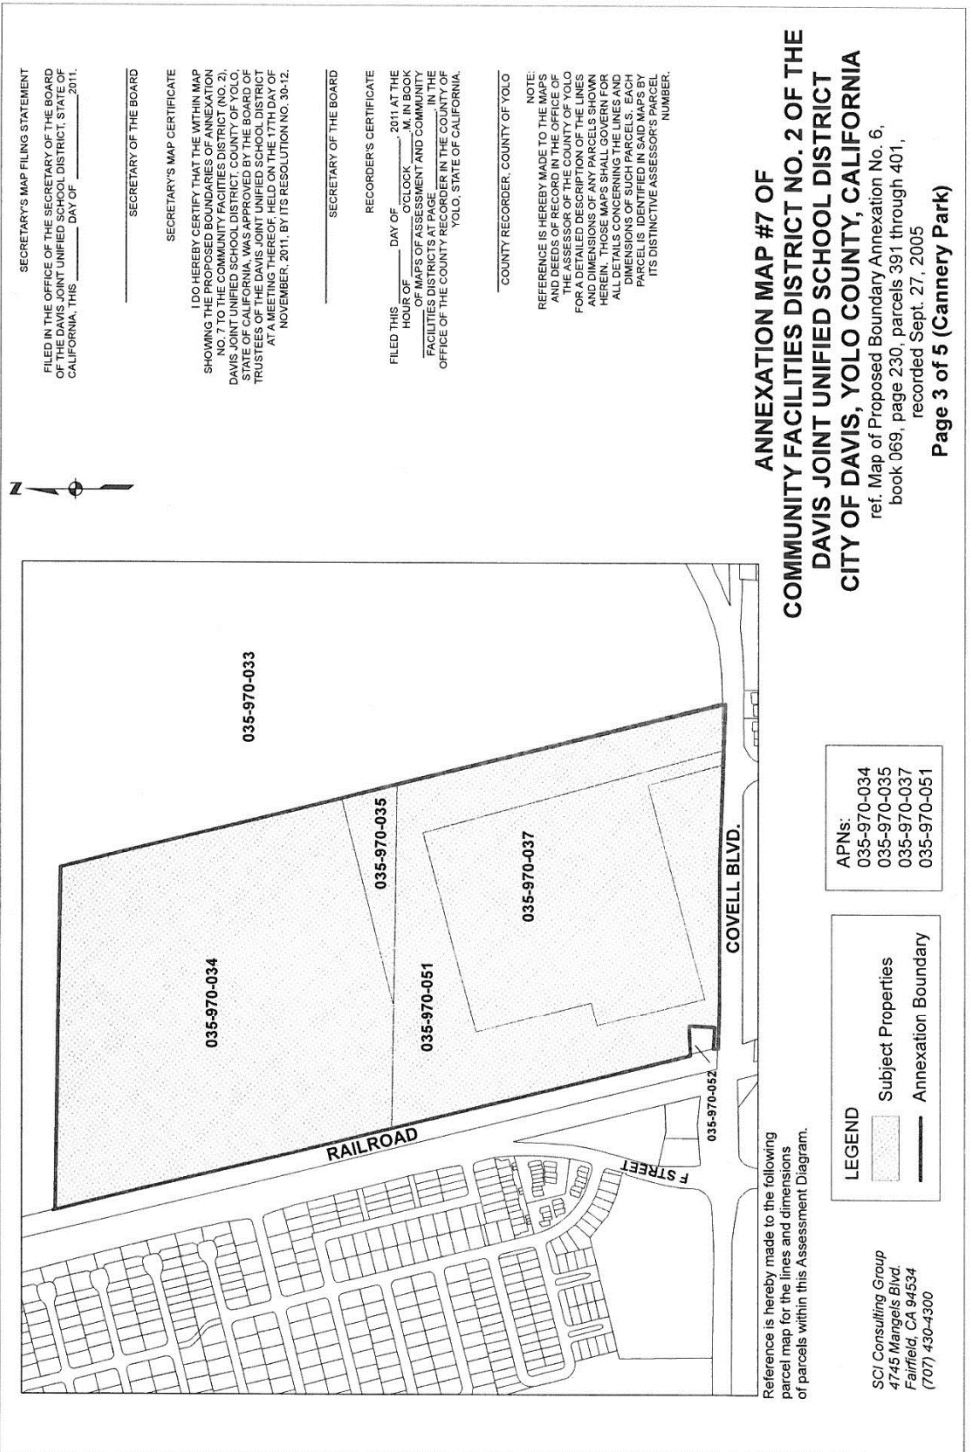 SECRETARY'S MAP FILING STATEMENT
FILED IN THE OFFICE OF THE SECRETARY OF THE BOARD
OF THE DAVIS JOINT UNIFIED SCHOOL DISTRICT, STATE OF
CALIFORNIA, THIS ________ DAY OF ____________, 2011.
SECRETARY OF THE BOARD
SECRETARY'S MAP CERTIFICATE
I DO HEREBY CERTIFY THAT THE WITHIN MAP
SHOWING THE PROPOSED BOUNDARIES OF ANNEXATION
NO. 7 TO THE COMMUNITY FACILITIES DISTRICT (NO. 2),
DAVIS JOINT UNIFIED SCHOOL DISTRICT, COUNTY OF YOLO,
STATE OF CALIFORNIA, WAS APPROVED BY THE BOARD OF
TRUSTEES OF THE DAVIS JOINT UNIFIED SCHOOL DISTRICT
AT A MEETING THEREOF, HELD ON THE 17TH DAY OF
NOVEMBER, 2011, BY ITS RESOLUTION NO. 30-12.
SECRETARY OF THE BOARD
RECORDER'S CERTIFICATE
FILED THIS ________ DAY OF ________, 2011 AT THE
HOUR OF ________ O'CLOCK ____.M. IN BOOK
________ OF MAPS OF ASSESSMENT AND COMMUNITY
FACILITIES DISTRICTS AT PAGE ________, IN THE
OFFICE OF THE COUNTY RECORDER IN THE COUNTY OF
YOLO, STATE OF CALIFORNIA.
COUNTY RECORDER, COUNTY OF YOLO
NOTE:
REFERENCE IS HEREBY MADE TO THE MAPS
AND DEEDS OF RECORD IN THE OFFICE OF
THE ASSESSOR OF THE COUNTY OF YOLO
FOR A DETAILED DESCRIPTION OF THE LINES
AND DIMENSIONS OF ANY PARCELS SHOWN
HEREIN. THOSE MAPS SHALL GOVERN FOR
ALL DETAILS CONCERNING THE LINES AND
DIMENSIONS OF SUCH PARCELS. EACH
PARCEL IS IDENTIFIED IN SAID MAPS BY
ITS DISTINCTIVE ASSESSOR'S PARCEL
NUMBER.
N
035-970-033
035-970-034
035-970-035
035-970-051
035-970-037
035-970-052
RAILROAD
F STREET
COVELL BLVD.
ANNEXATION MAP #7 OF
COMMUNITY FACILITIES DISTRICT NO. 2 OF THE
DAVIS JOINT UNIFIED SCHOOL DISTRICT
CITY OF DAVIS, YOLO COUNTY, CALIFORNIA
ref. Map of Proposed Boundary Annexation No. 6,
book 069, page 230, parcels 391 through 401,
recorded Sept. 27, 2005
Page 3 of 5 (Cannery Park)
Reference is hereby made to the following
parcel map for the lines and dimensions
of parcels within this Assessment Diagram.
SCI Consulting Group
4745 Mangels Blvd.
Fairfield, CA 94534
(707) 430-4300
LEGEND
Subject Properties
Annexation Boundary
APNs:
035-970-034
035-970-035
035-970-037
035-970-051